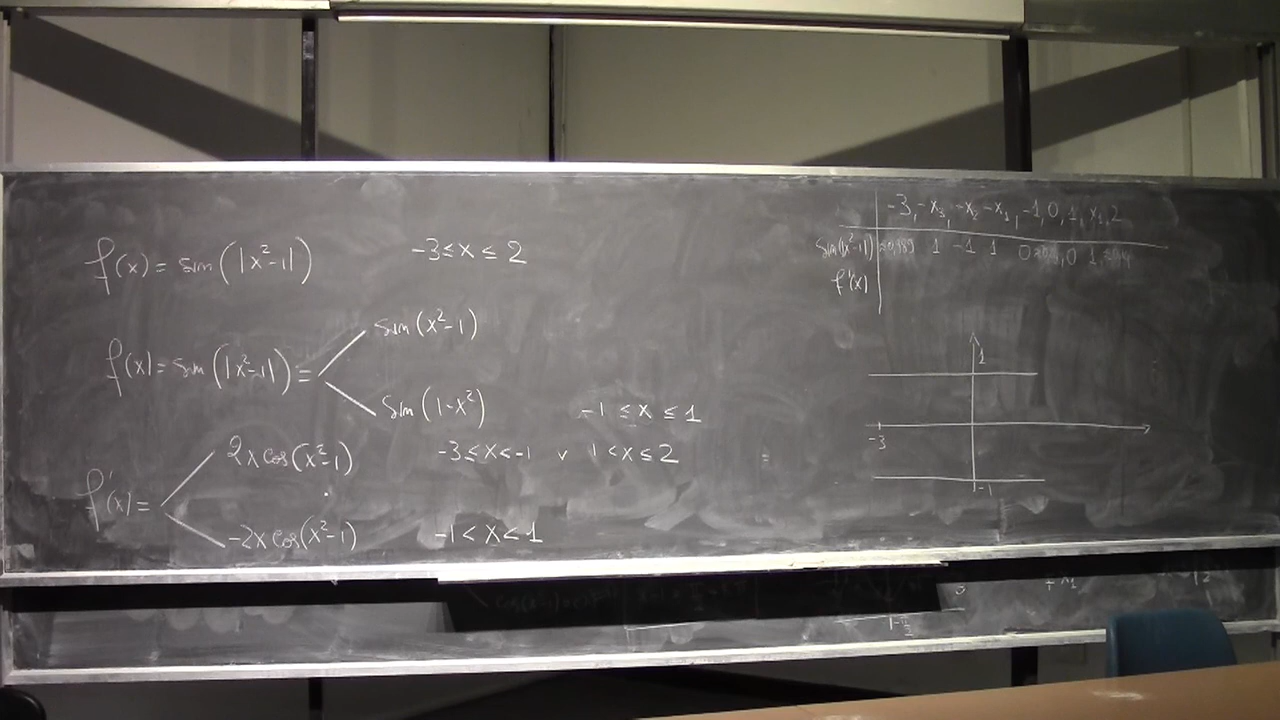 f(x) = sin(|x²-1|) -3 ≤ x ≤ 2
f(x) = sin(|x²-1|) =
sin(x²-1)
sin(1-x²) -1 ≤ x ≤ 1
f'(x) =
2x cos(x²-1) -3 ≤ x < -1 v 1 < x ≤ 2
-2x cos(x²-1) -1 < x < 1
-3, -x₃, -x₂ -x₁, -1, 0, 1, x₁, 2
sin(|x²-1|) 1 -1 1 0 0 1
f'(x)
1
-3
-1